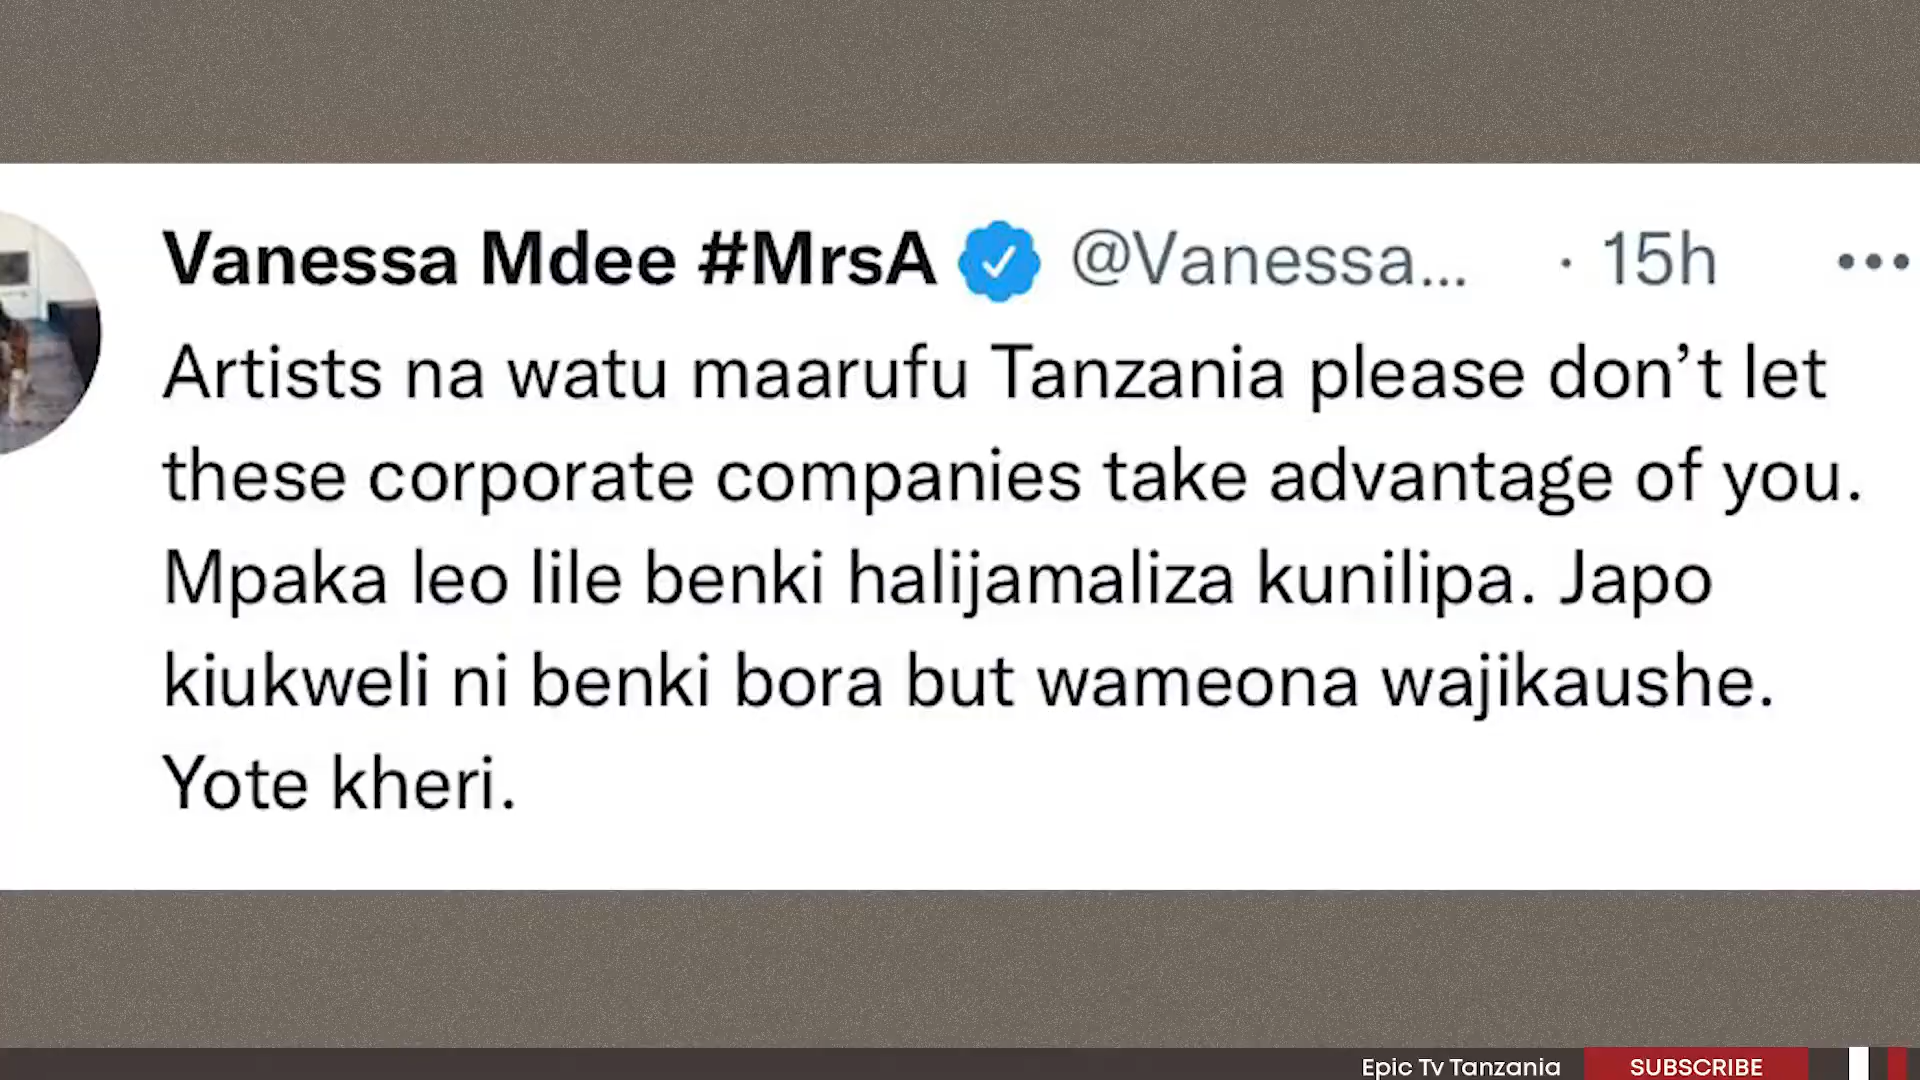 Vanessa Mdee #MrsA @Vanessa... · 15h ...
Artists na watu maarufu Tanzania please don’t let
these corporate companies take advantage of you.
Mpaka leo lile benki halijamaliza kunilipa. Japo
kiukweli ni benki bora but wameona wajikaushe.
Yote kheri.
Epic Tv Tanzania SUBSCRIBE